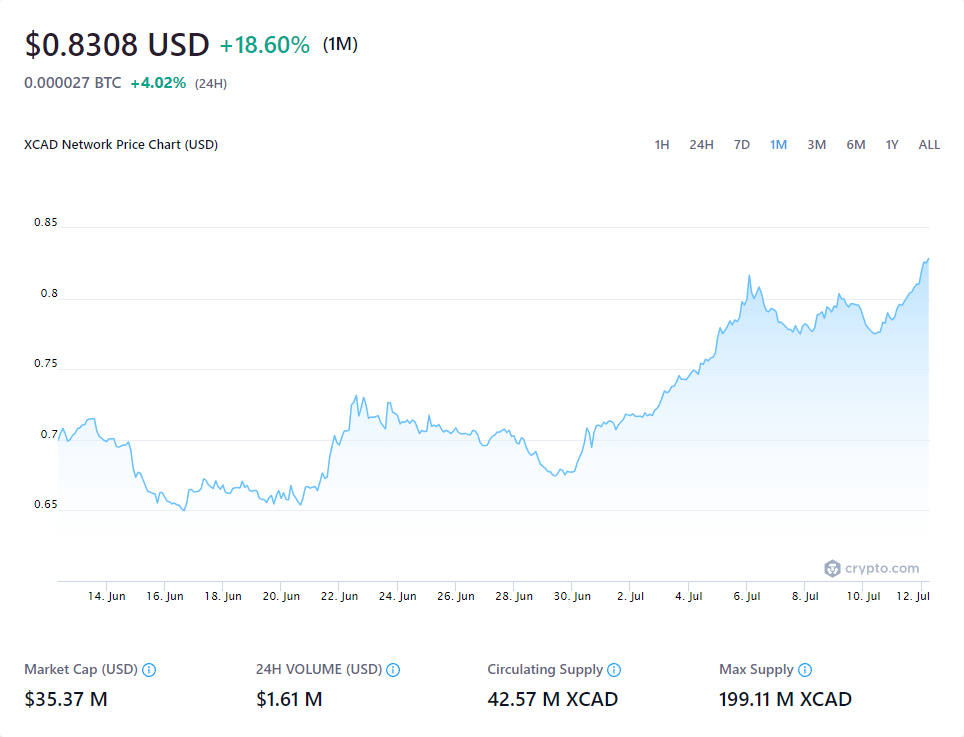 $0.8308 USD +18.60% (1M)
0.000027 BTC +4.02% (24H)
XCAD Network Price Chart (USD) 1H 24H 7D 1M 3M 6M 1Y ALL
0.85
0.8
0.75
0.7
0.65
crypto.com
14. Jun 16. Jun 18. Jun 20. Jun 22. Jun 24. Jun 26. Jun 28. Jun 30. Jun 2. Jul 4. Jul 6. Jul 8. Jul 10. Jul 12. Jul
Market Cap (USD) 24H VOLUME (USD) Circulating Supply Max Supply
$35.37 M $1.61 M 42.57 M XCAD 199.11 M XCAD